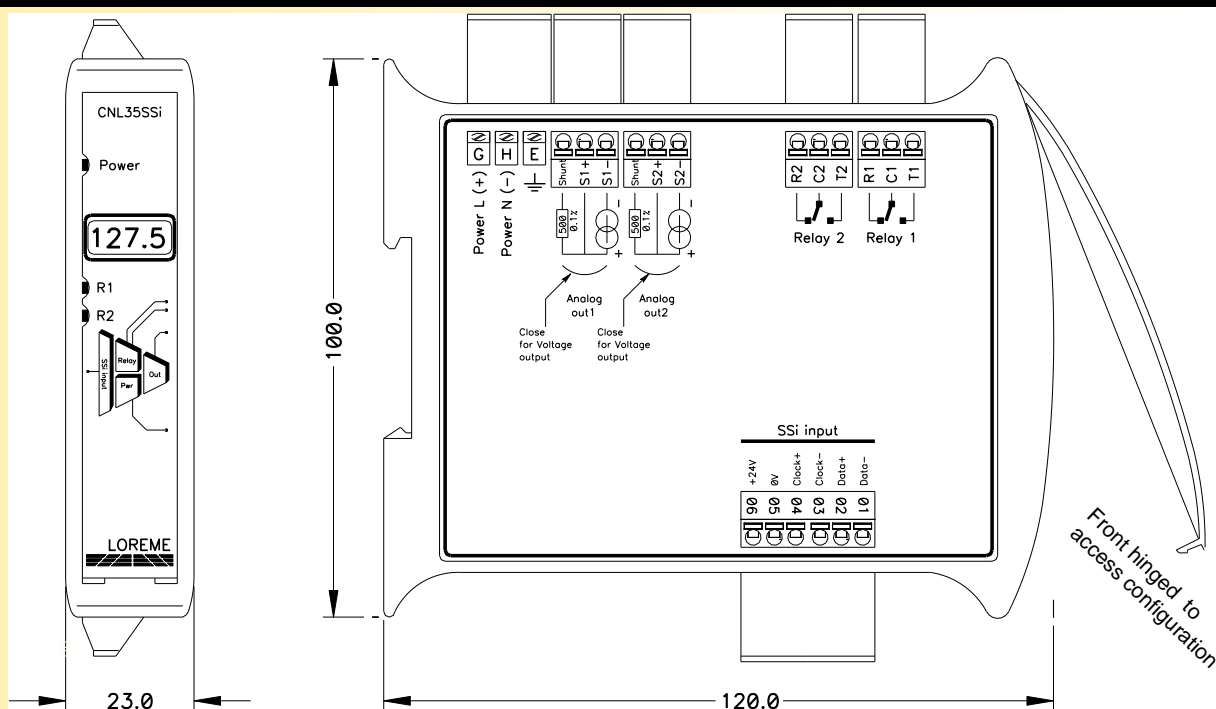 CNL35SSi
Power
127.5
R1
R2
SSi input
Relay
Pwr
Out
LOREME
23.0
100.0
G H E
Power L (+)
Power N (-)
Shunt S1+ S1-
Shunt S2+ S2-
500
0.1%
-
+
500
0.1%
-
+
Analog
out1
Analog
out2
Close
for Voltage
output
Close
for Voltage
output
R2 C2 T2
Relay 2
R1 C1 T1
Relay 1
SSi input
+24V 0V Clock+ Clock- Data+ Data-
06 05 04 03 02 01
120.0
Front hinged to
access configuration